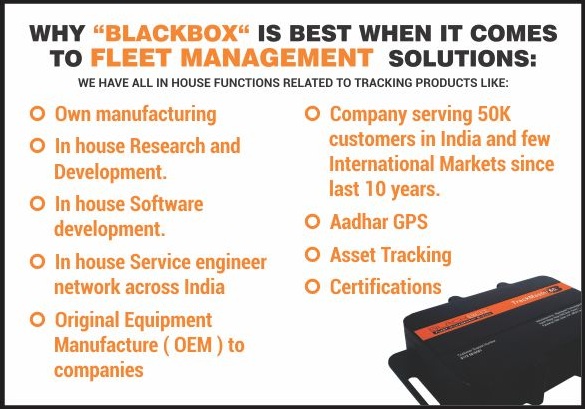 WHY “BLACKBOX“ IS BEST WHEN IT COMES
TO FLEET MANAGEMENT SOLUTIONS:
WE HAVE ALL IN HOUSE FUNCTIONS RELATED TO TRACKING PRODUCTS LIKE:
Own manufacturing
In house Research and
Development.
In house Software
development.
In house Service engineer
network across India
Original Equipment
Manufacture ( OEM ) to
companies
Company serving 50K
customers in India and few
International Markets since
last 10 years.
Aadhar GPS
Asset Tracking
Certifications